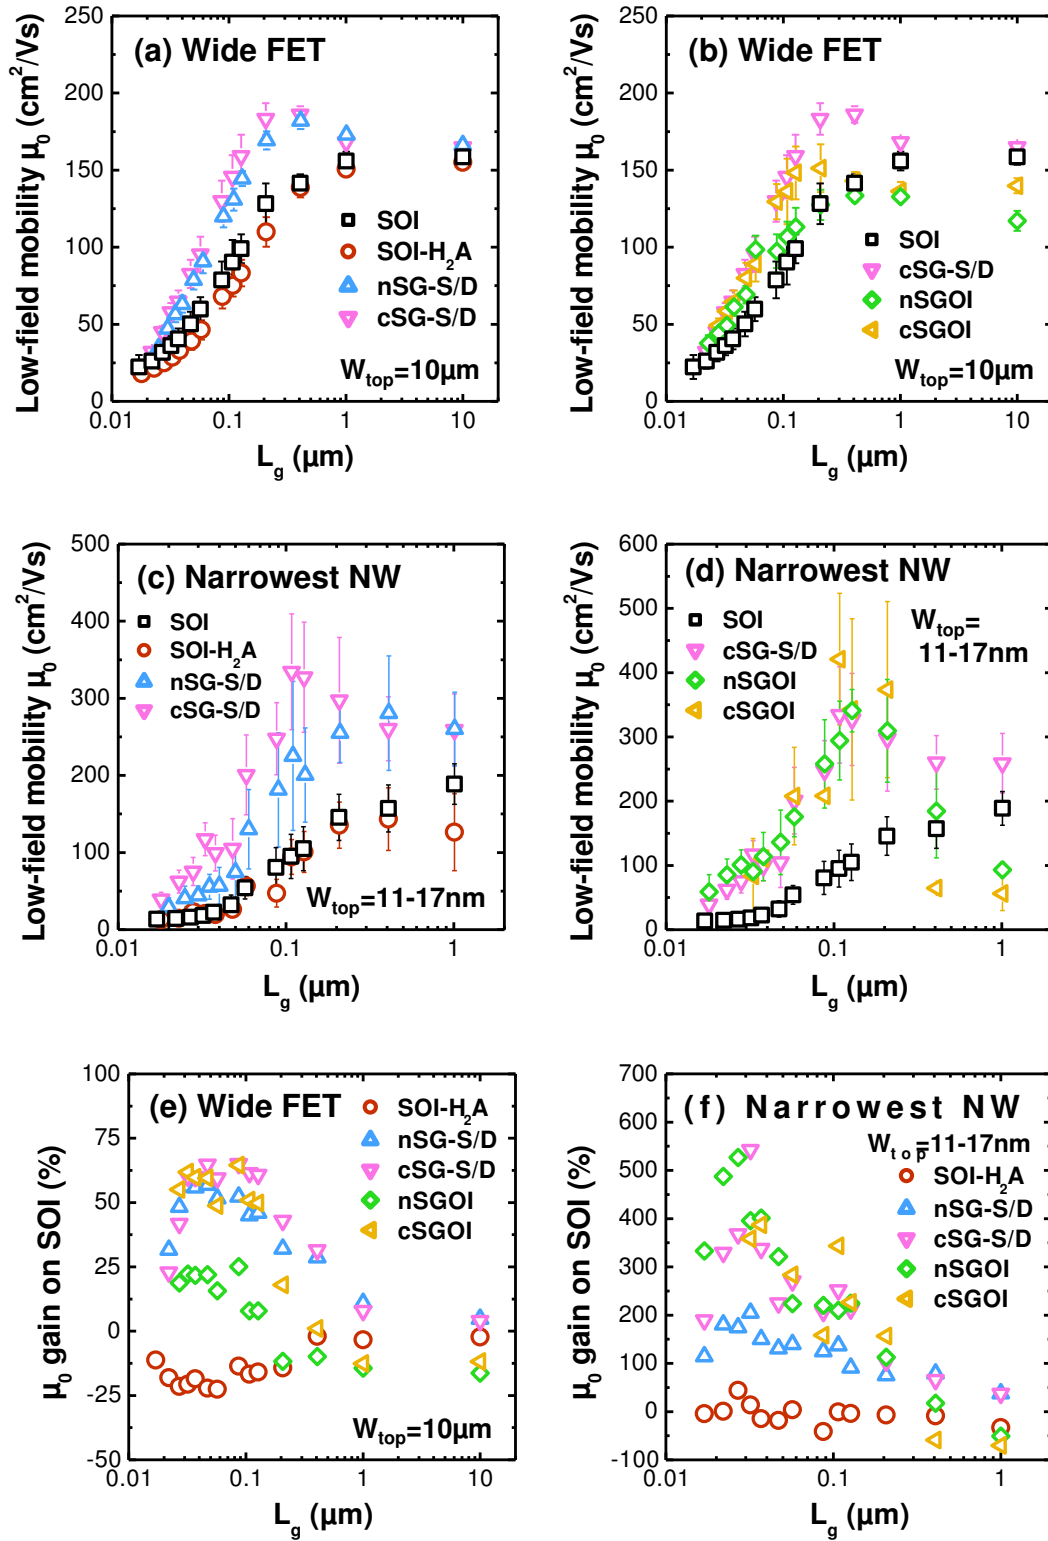 (a) Wide FET
Low-field mobility μ0 (cm²/Vs)
250
200
150
100
50
0
SOI
SOI-H2A
nSG-S/D
cSG-S/D
Wtop=10μm
0.01
0.1
1
10
Lg (μm)
(b) Wide FET
Low-field mobility μ0 (cm²/Vs)
250
200
150
100
50
0
SOI
cSG-S/D
nSGOI
cSGOI
Wtop=10μm
0.01
0.1
1
10
Lg (μm)
(c) Narrowest NW
Low-field mobility μ0 (cm²/Vs)
500
400
300
200
100
0
SOI
SOI-H2A
nSG-S/D
cSG-S/D
Wtop=11-17nm
0.01
0.1
1
Lg (μm)
(d) Narrowest NW
Low-field mobility μ0 (cm²/Vs)
600
500
400
300
200
100
0
Wtop=
11-17nm
SOI
cSG-S/D
nSGOI
cSGOI
0.01
0.1
1
Lg (μm)
(e) Wide FET
μ0 gain on SOI (%)
100
75
50
25
0
-25
-50
SOI-H2A
nSG-S/D
cSG-S/D
nSGOI
cSGOI
Wtop=10μm
0.01
0.1
1
10
Lg (μm)
(f) Narrowest NW
μ0 gain on SOI (%)
700
600
500
400
300
200
100
0
-100
Wtop=11-17nm
SOI-H2A
nSG-S/D
cSG-S/D
nSGOI
cSGOI
0.01
0.1
1
Lg (μm)